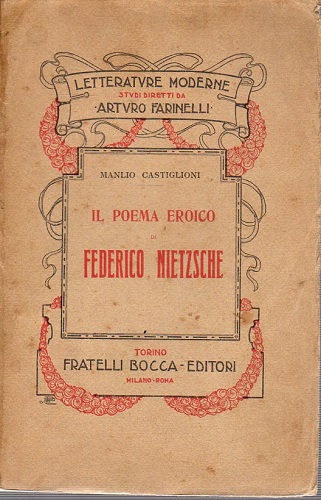 LETTERATVRE MODERNE
STVDI DIRETTI DA
·ARTVRO FARINELLI·
MANLIO CASTIGLIONI
IL POEMA EROICO
DI
FEDERICO NIETZSCHE
TORINO
FRATELLI BOCCA-EDITORI
MILANO-ROMA